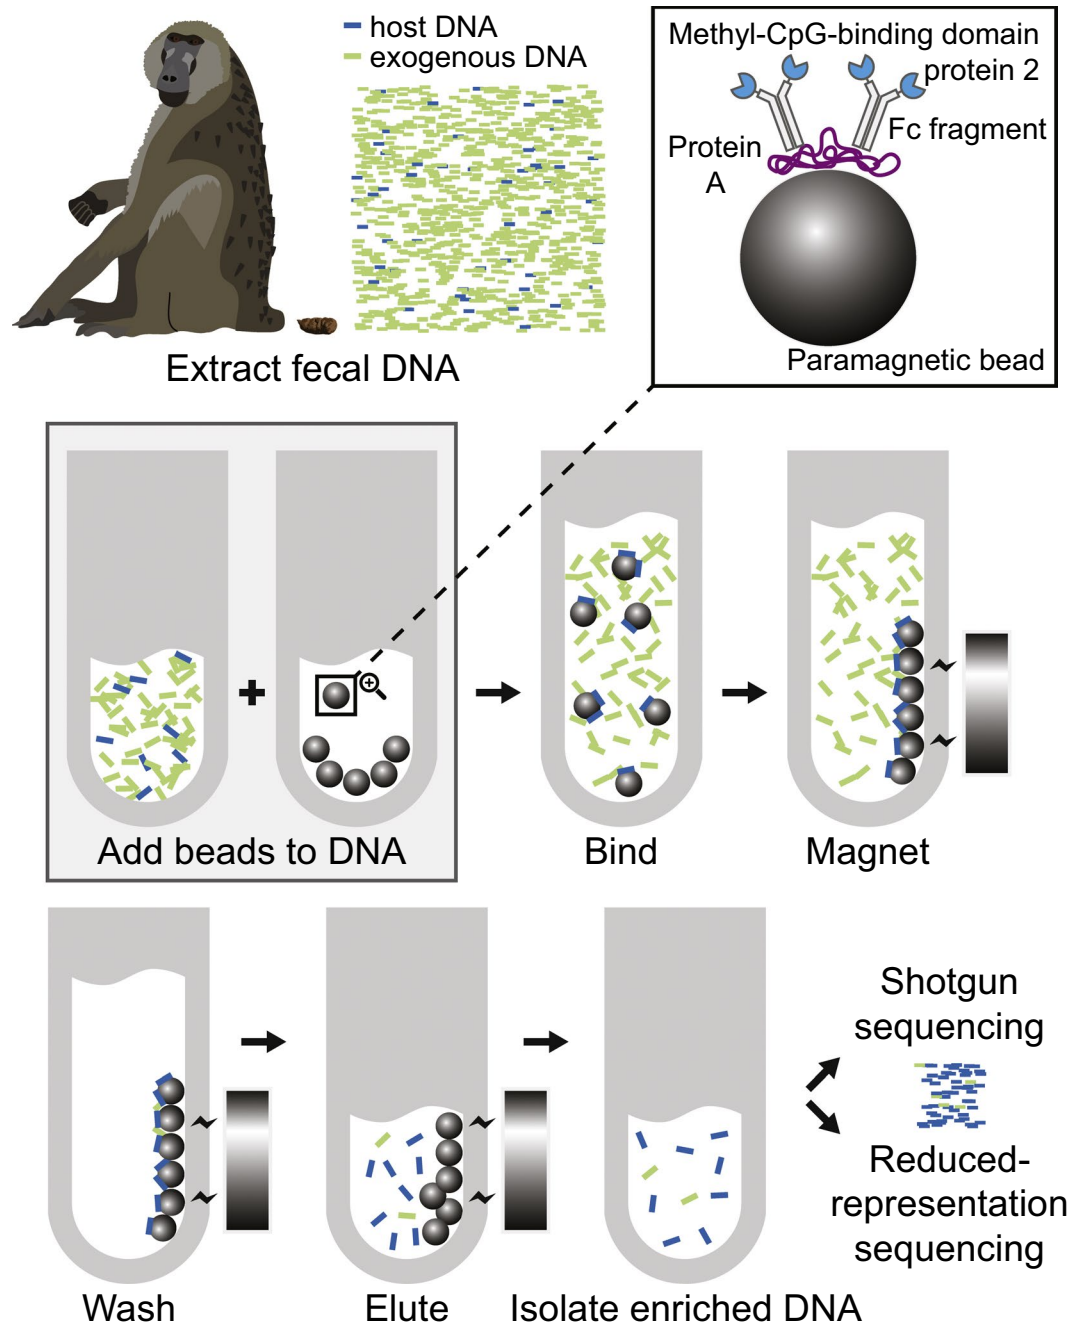 host DNA
exogenous DNA
Extract fecal DNA
Methyl-CpG-binding domain
protein 2
Fc fragment
Protein
A
Paramagnetic bead
Add beads to DNA
Bind
Magnet
Wash
Elute
Isolate enriched DNA
Shotgun
sequencing
Reduced-
representation
sequencing